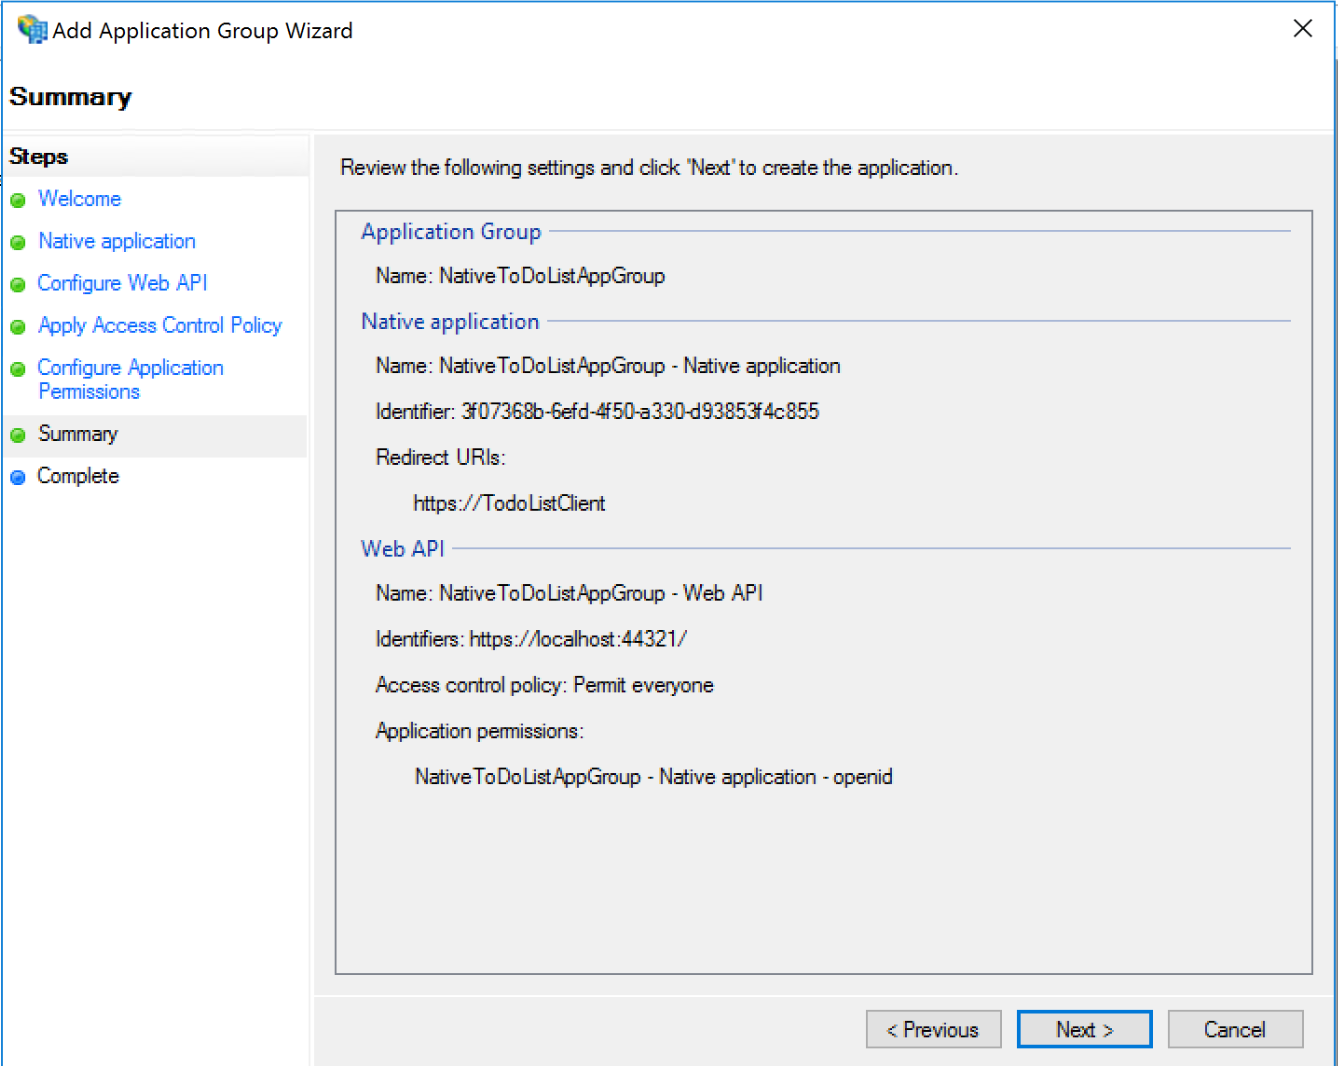 Add Application Group Wizard
Summary
Steps
Welcome
Native application
Configure Web API
Apply Access Control Policy
Configure Application
Permissions
Summary
Complete
Review the following settings and click 'Next' to create the application.
Application Group
Name: NativeToDoListAppGroup
Native application
Name: NativeToDoListAppGroup - Native application
Identifier: 3f07368b-6efd-4f50-a330-d93853f4c855
Redirect URIs:
https://TodoListClient
Web API
Name: NativeToDoListAppGroup - Web API
Identifiers: https://localhost:44321/
Access control policy: Permit everyone
Application permissions:
NativeToDoListAppGroup - Native application - openid
< Previous
Next >
Cancel